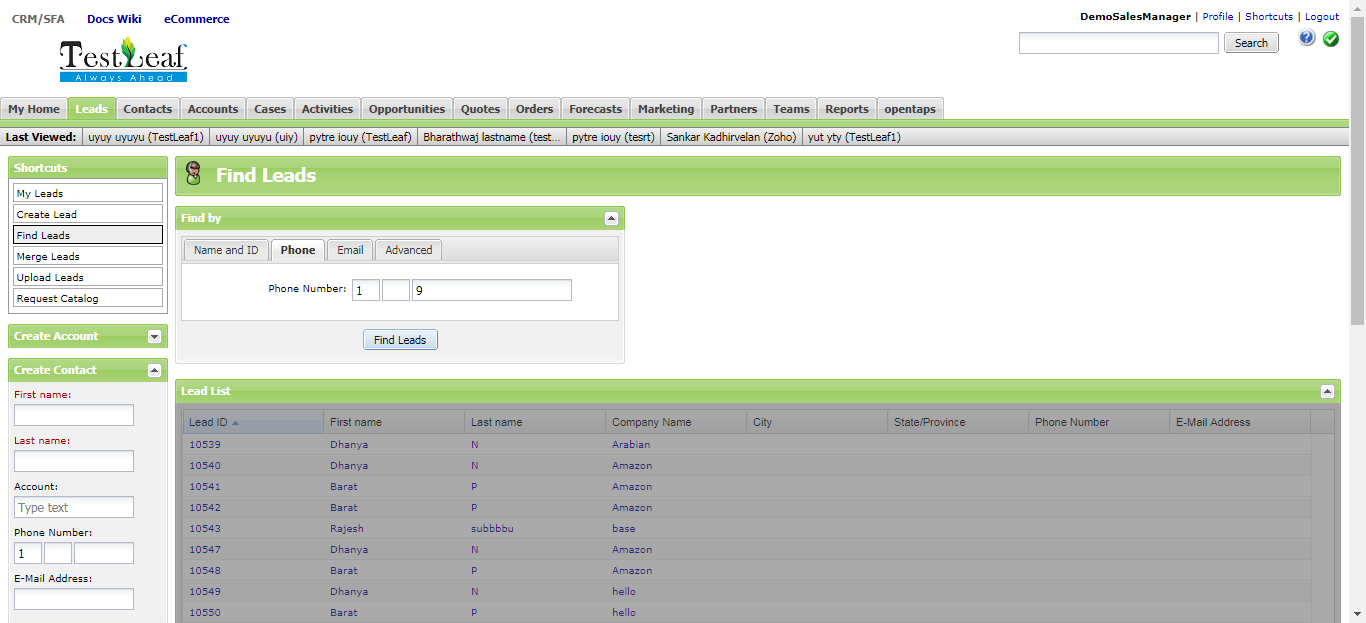 CRM/SFA Docs Wiki eCommerce
DemoSalesManager | Profile | Shortcuts | Logout
TestLeaf
Always Ahead
Search
My Home Leads Contacts Accounts Cases Activities Opportunities Quotes Orders Forecasts Marketing Partners Teams Reports opentaps
Last Viewed: uyuy uyuyu (TestLeaf1) uyuy uyuyu (uiy) pytre iouy (TestLeaf) Bharathwaj lastname (test... pytre iouy (tesrt) Sankar Kadhirvelan (Zoho) yut yty (TestLeaf1)
Shortcuts
My Leads
Create Lead
Find Leads
Merge Leads
Upload Leads
Request Catalog
Create Account
Create Contact
First name:
Last name:
Account:
Type text
Phone Number:
1
E-Mail Address:
Find Leads
Find by
Name and ID Phone Email Advanced
Phone Number: 1 9
Find Leads
Lead List
Lead ID First name Last name Company Name City State/Province Phone Number E-Mail Address
10539 Dhanya N Arabian
10540 Dhanya N Amazon
10541 Barat P Amazon
10542 Barat P Amazon
10543 Rajesh subbbbu base
10547 Dhanya N Amazon
10548 Barat P Amazon
10549 Dhanya N hello
10550 Barat P hello